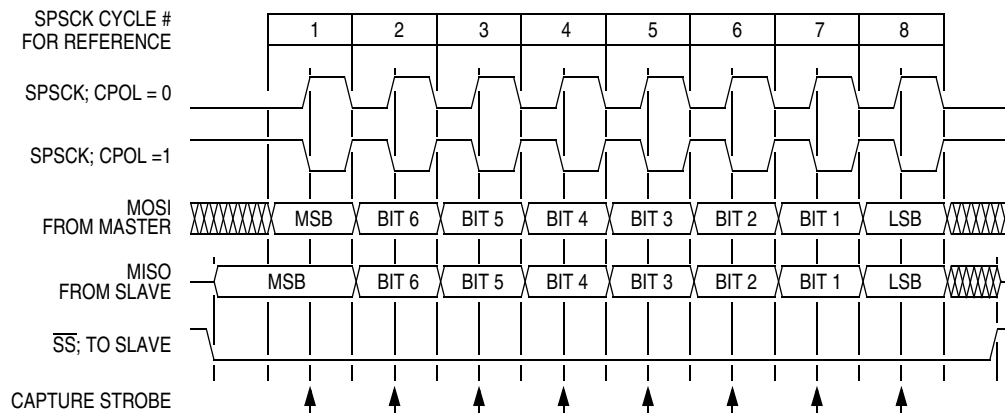 SPSCK CYCLE #
FOR REFERENCE
1 2 3 4 5 6 7 8
SPSCK; CPOL = 0
SPSCK; CPOL =1
MOSI
FROM MASTER
MSB BIT 6 BIT 5 BIT 4 BIT 3 BIT 2 BIT 1 LSB
MISO
FROM SLAVE
MSB BIT 6 BIT 5 BIT 4 BIT 3 BIT 2 BIT 1 LSB
SS; TO SLAVE
CAPTURE STROBE